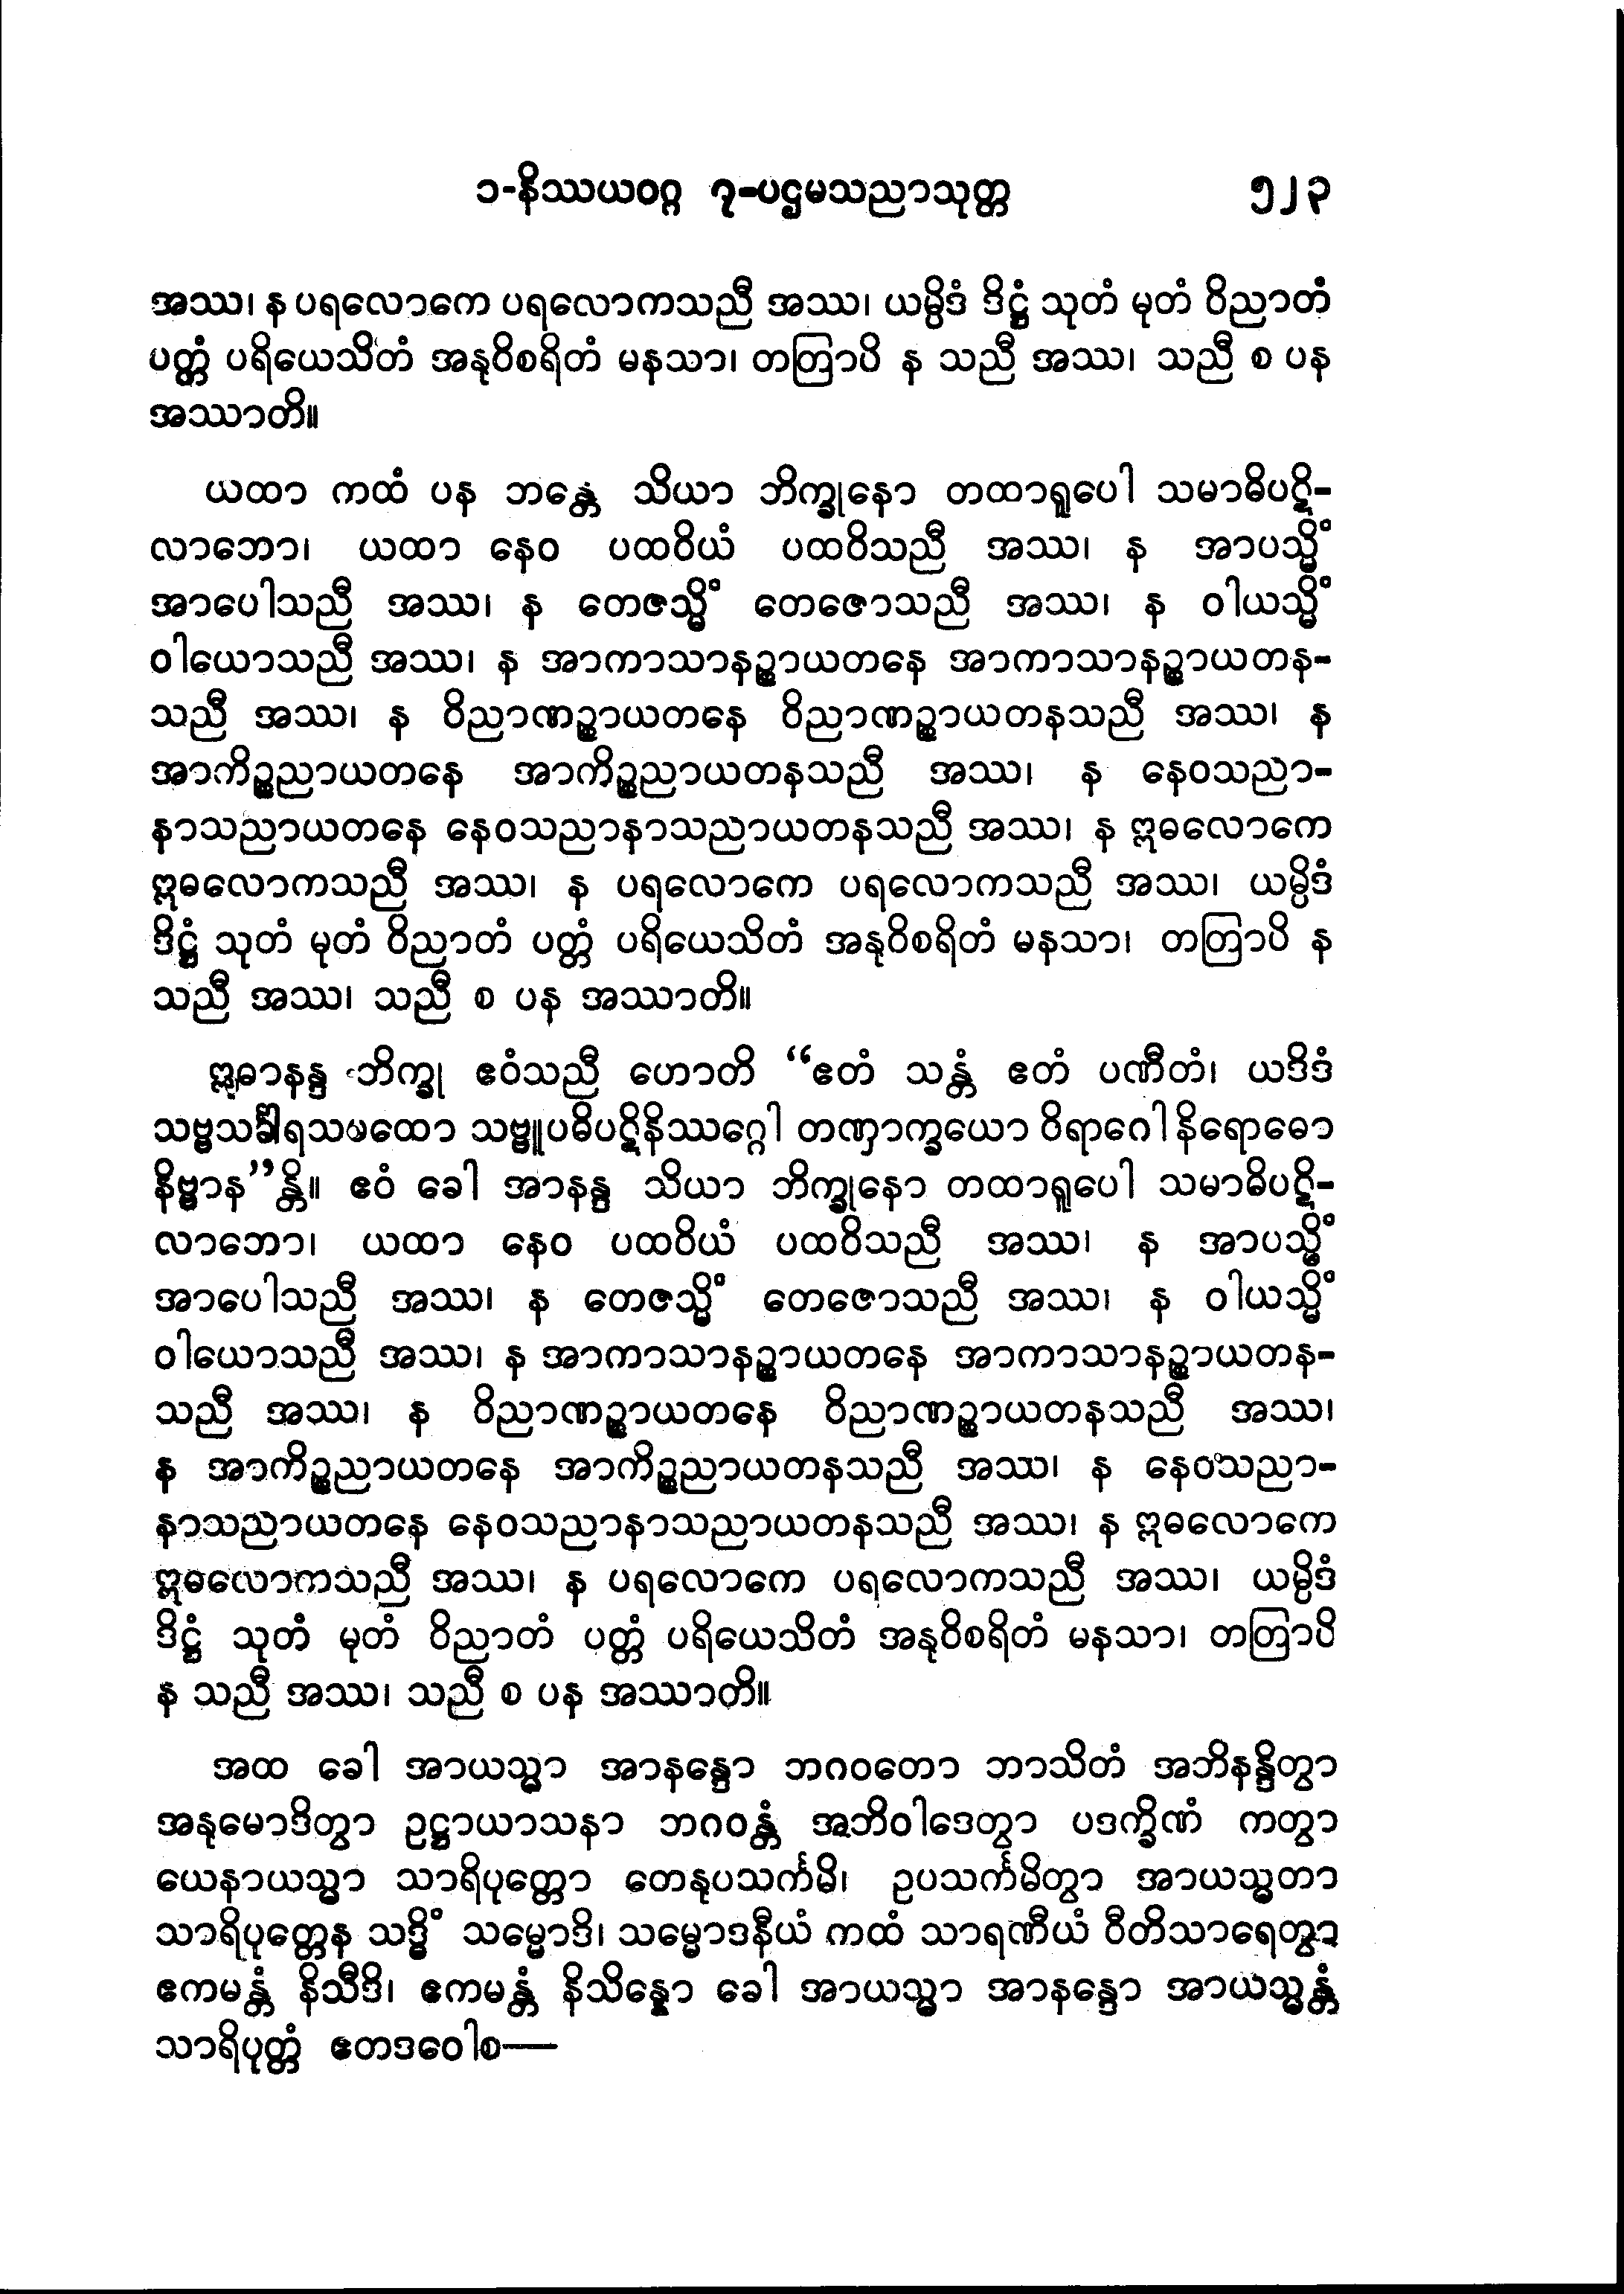 ၁-နိဿယဝဂ္ဂ ၇-ပဌမသညာသုတ္တ ၅၂၃
အဿ၊ န ပရလောကေ ပရလောကသညီ အဿ၊ ယမ္ပိဒံ ဒိဋ္ဌံ သုတံ မုတံ ဝိညာတံ
ပတ္တံ ပရိယေသိတံ အနုဝိစရိတံ မနသာ၊ တတြာပိ န သညီ အဿ၊ သညီ စ ပန
အဿာတိ။
ယထာ ကထံ ပန ဘန္တေ သိယာ ဘိက္ခုနော တထာရူပေါ သမာဓိပဋိ-
လာဘော၊ ယထာ နေဝ ပထဝိယံ ပထဝိသညီ အဿ၊ န အာပသ္မိံ
အာပေါသညီ အဿ၊ န တေဇသ္မိံ တေဇောသညီ အဿ၊ န ဝါယသ္မိံ
ဝါယောသညီ အဿ၊ န အာကာသာနဉ္စာယတနေ အာကာသာနဉ္စာယတန-
သညီ အဿ၊ န ဝိညာဏဉ္စာယတနေ ဝိညာဏဉ္စာယတနသညီ အဿ၊ န
အာကိဉ္စညာယတနေ အာကိဉ္စညာယတနသညီ အဿ၊ န နေဝသညာ-
နာသညာယတနေ နေဝသညာနာသညာယတနသညီ အဿ၊ န ဣဓလောကေ
ဣဓလောကသညီ အဿ၊ န ပရလောကေ ပရလောကသညီ အဿ၊ ယမ္ပိဒံ
ဒိဋ္ဌံ သုတံ မုတံ ဝိညာတံ ပတ္တံ ပရိယေသိတံ အနုဝိစရိတံ မနသာ၊ တတြာပိ န
သညီ အဿ၊ သညီ စ ပန အဿာတိ။
ဣဓာနန္ဒ ဘိက္ခု ဧဝံသညီ ဟောတိ “ဧတံ သန္တံ ဧတံ ပဏီတံ၊ ယဒိဒံ
သဗ္ဗသင်္ခါရသမထော သဗ္ဗူပဓိပဋိနိဿဂ္ဂေါ တဏှာက္ခယော ဝိရာဂေါ နိရောဓော
နိဗ္ဗာန”န္တိ။ ဧဝံ ခေါ အာနန္ဒ သိယာ ဘိက္ခုနော တထာရူပေါ သမာဓိပဋိ-
လာဘော၊ ယထာ နေဝ ပထဝိယံ ပထဝိသညီ အဿ၊ န အာပသ္မိံ
အာပေါသညီ အဿ၊ န တေဇသ္မိံ တေဇောသညီ အဿ၊ န ဝါယသ္မိံ
ဝါယောသညီ အဿ၊ န အာကာသာနဉ္စာယတနေ အာကာသာနဉ္စာယတန-
သညီ အဿ၊ န ဝိညာဏဉ္စာယတနေ ဝိညာဏဉ္စာယတနသညီ အဿ၊
န အာကိဉ္စညာယတနေ အာကိဉ္စညာယတနသညီ အဿ၊ န နေဝသညာ-
နာသညာယတနေ နေဝသညာနာသညာယတနသညီ အဿ၊ န ဣဓလောကေ
ဣဓလောကသညီ အဿ၊ န ပရလောကေ ပရလောကသညီ အဿ၊ ယမ္ပိဒံ
ဒိဋ္ဌံ သုတံ မုတံ ဝိညာတံ ပတ္တံ ပရိယေသိတံ အနုဝိစရိတံ မနသာ၊ တတြာပိ
န သညီ အဿ၊ သညီ စ ပန အဿာတိ။
အထ ခေါ အာယသ္မာ အာနန္ဒော ဘဂဝတော ဘာသိတံ အဘိနန္ဒိတွာ
အနုမောဒိတွာ ဥဋ္ဌာယာသနာ ဘဂဝန္တံ အဘိဝါဒေတွာ ပဒက္ခိဏံ ကတွာ
ယေနာယသ္မာ သာရိပုတ္တော တေနုပသင်္ကမိ၊ ဥပသင်္ကမိတွာ အာယသ္မတာ
သာရိပုတ္တေန သဒ္ဓိံ သမ္မောဒိ၊ သမ္မောဒနီယံ ကထံ သာရဏီယံ ဝီတိသာရေတွာ
ဧကမန္တံ နိသီဒိ၊ ဧကမန္တံ နိသိန္နော ခေါ အာယသ္မာ အာနန္ဒော အာယသ္မန္တံ
သာရိပုတ္တံ ဧတဒဝေါစ—